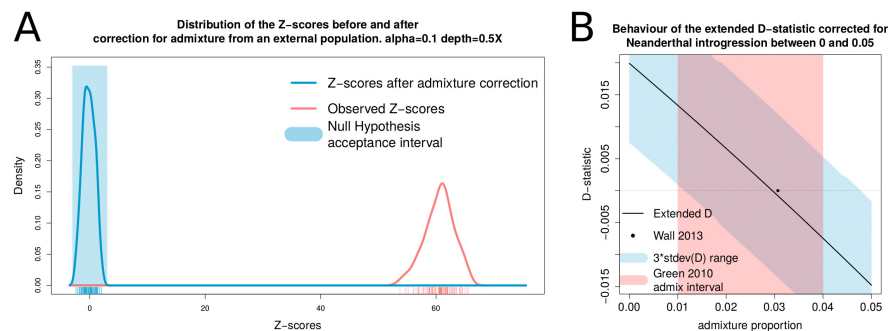 A
Distribution of the Z-scores before and after
correction for admixture from an external population. alpha=0.1 depth=0.5X
Density
0.00
0.05
0.10
0.15
0.20
0.25
0.30
0.35
Z−scores after admixture correction
Observed Z−scores
Null Hypothesis
acceptance interval
0
20
40
60
Z−scores
B
Behaviour of the extended D-statistic corrected for
Neanderthal introgression between 0 and 0.05
D−statistic
0.015
0.005
−0.005
−0.015
Extended D
Wall 2013
3*stdev(D) range
Green 2010
admix interval
0.00
0.01
0.02
0.03
0.04
0.05
admixture proportion